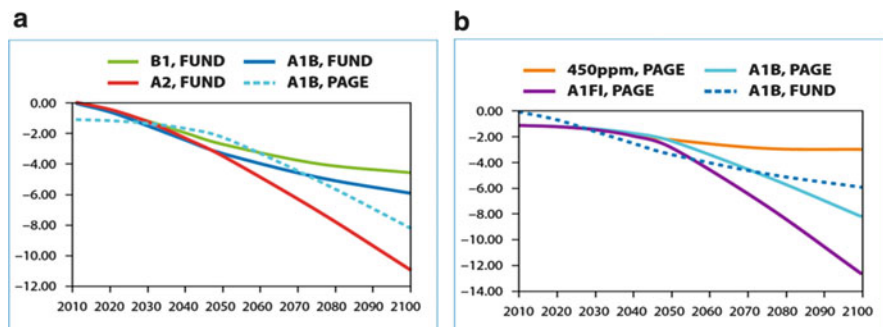 a
B1, FUND
A1B, FUND
A2, FUND
A1B, PAGE
0.00
−2.00
−4.00
−6.00
−8.00
−10.00
−12.00
2010 2020 2030 2040 2050 2060 2070 2080 2090 2100
b
450ppm, PAGE
A1B, PAGE
A1FI, PAGE
A1B, FUND
0.00
−2.00
−4.00
−6.00
−8.00
−10.00
−12.00
−14.00
2010 2020 2030 2040 2050 2060 2070 2080 2090 2100